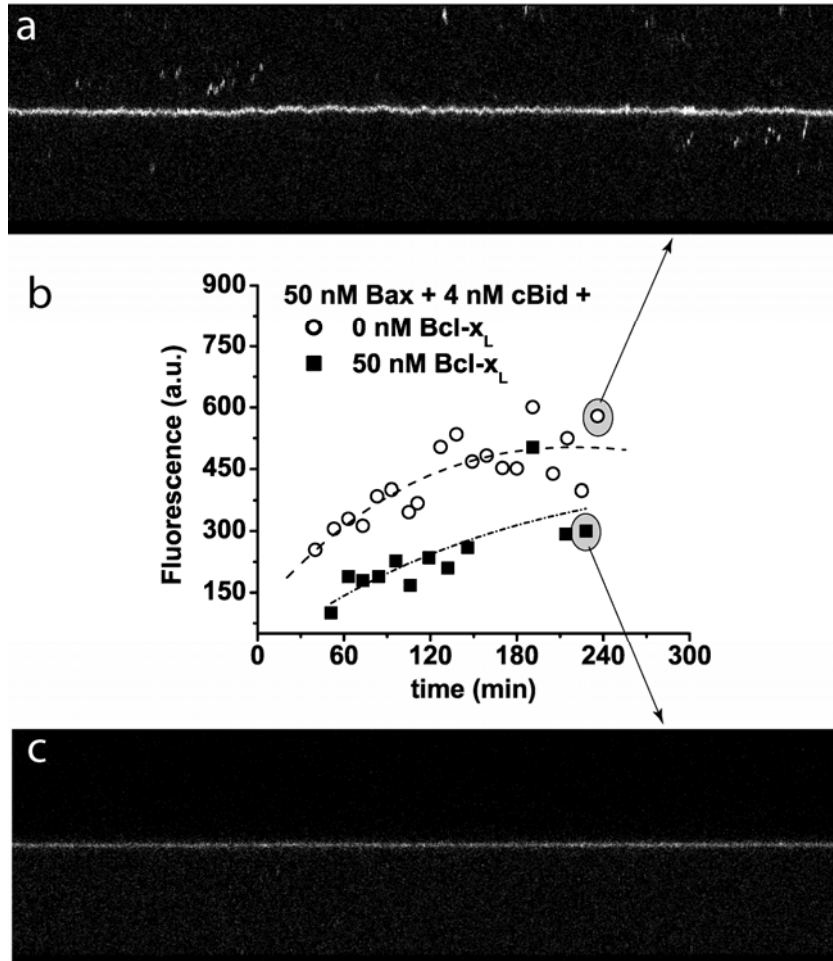 a
b
900
750
600
450
300
150
Fluorescence (a.u.)
50 nM Bax + 4 nM cBid +
0 nM Bcl-xL
50 nM Bcl-xL
0 60 120 180 240 300
time (min)
c